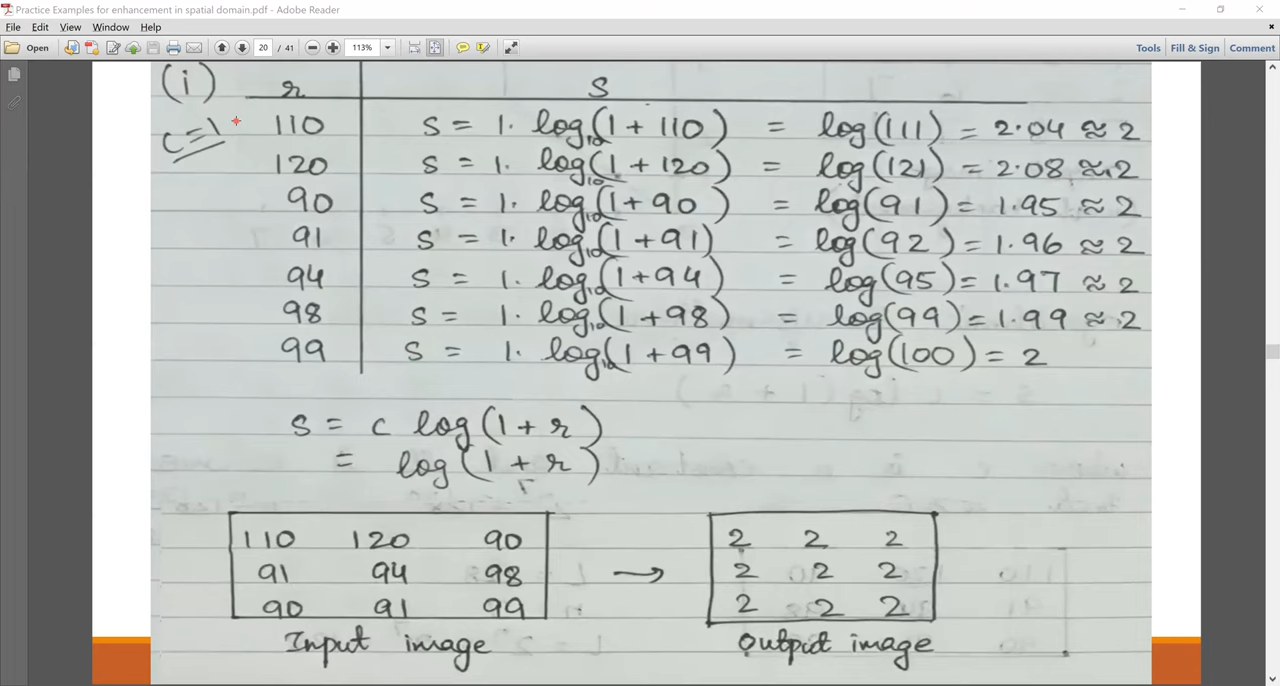 Practice Examples for enhancement in spatial domain.pdf - Adobe Reader
File Edit View Window Help
Open 20 / 41 113% Tools Fill & Sign Comment
(i) r s
c=1 110 s = 1. log10(1 + 110) = log(111) = 2.04 ≈ 2
120 s = 1. log10(1 + 120) = log(121) = 2.08 ≈ 2
90 s = 1. log10(1+90) = log(91) = 1.95 ≈ 2
91 s = 1. log10(1+91) = log(92) = 1.96 ≈ 2
94 s = 1. log10(1+94) = log(95) = 1.97 ≈ 2
98 s = 1. log10(1+98) = log(99) = 1.99 ≈ 2
99 s = 1. log10(1+99) = log(100) = 2
s = c log(1 + r)
= log(1 + r)
110 120 90 2 2 2
91 94 98 → 2 2 2
90 91 99 2 2 2
Input image Output image